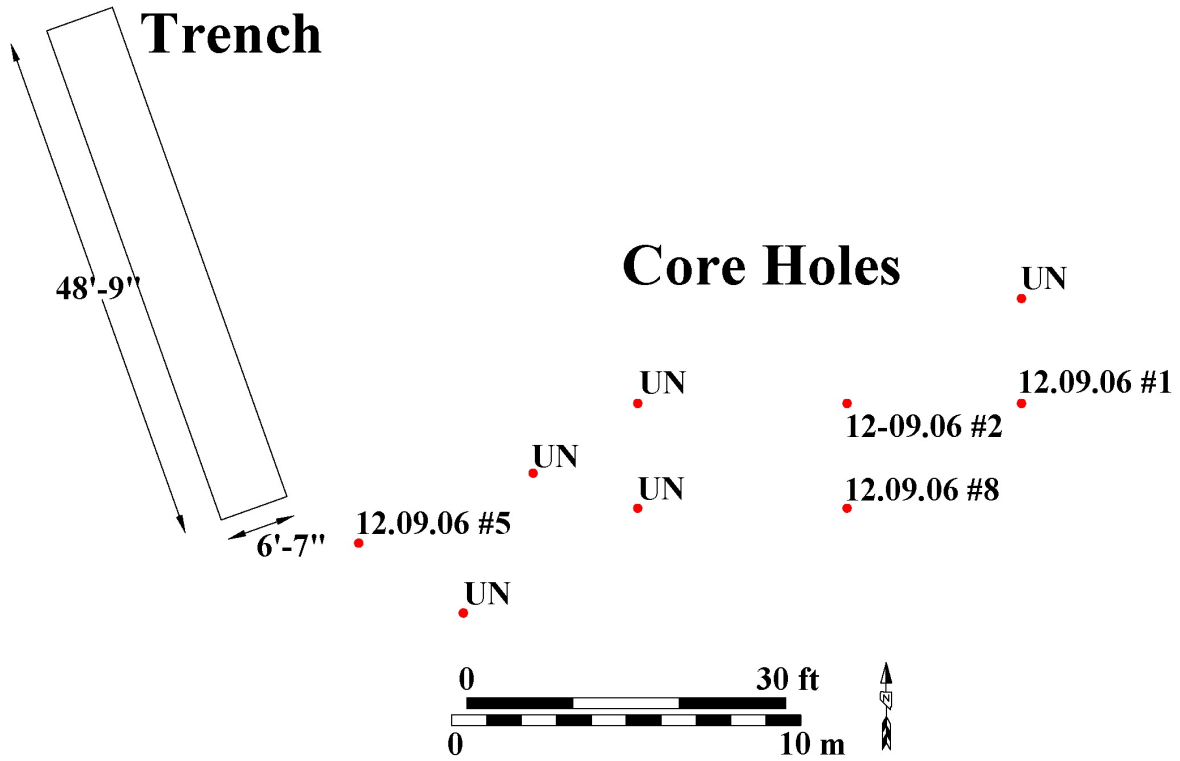 Trench
Core Holes
UN
48'-9"
12.09.06 #1
UN
12-09.06 #2
UN
UN
12.09.06 #8
12.09.06 #5
6'-7"
UN
0
30 ft
N
0
10 m